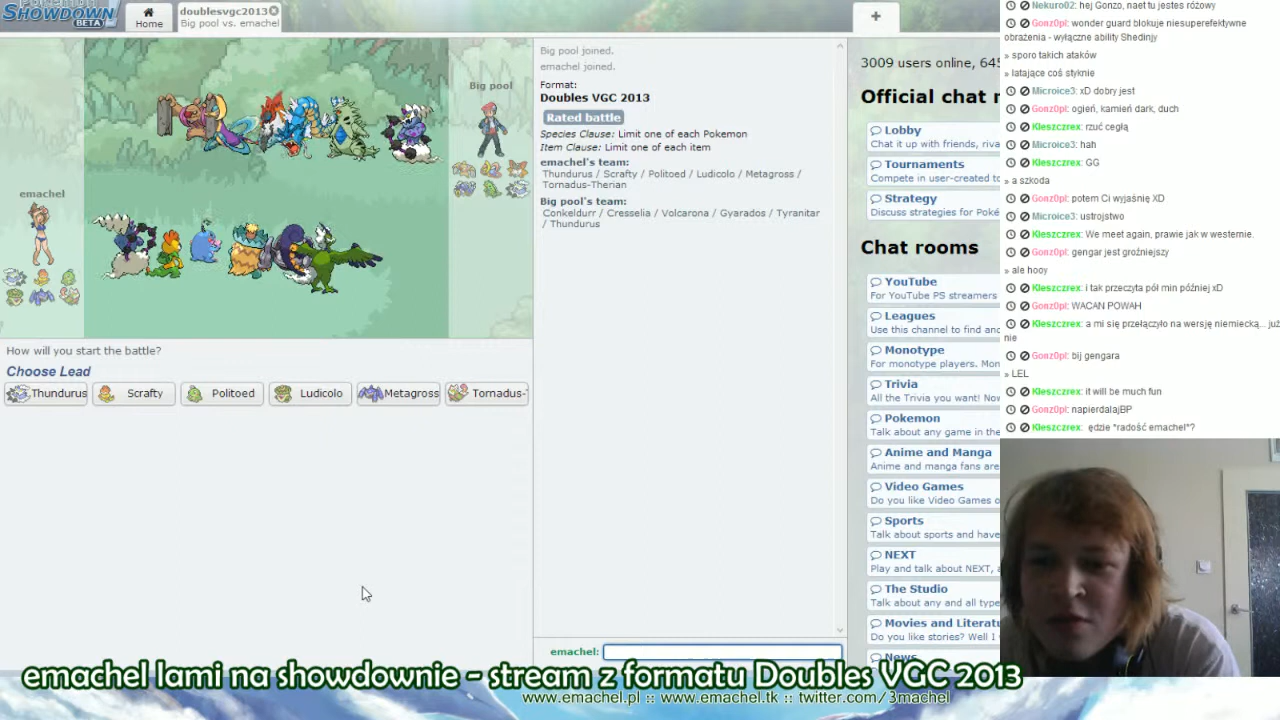 SHOWDOWN
BETA
Home
doublesvgc2013
Big pool vs. emachel
+
Big pool
emachel
How will you start the battle?
Choose Lead
Thundurus
Scrafty
Politoed
Ludicolo
Metagross
Tornadus-
Big pool joined.
emachel joined.
Format:
Doubles VGC 2013
Rated battle
Species Clause: Limit one of each Pokemon
Item Clause: Limit one of each item
emachel's team:
Thundurus / Scrafty / Politoed / Ludicolo / Metagross /
Tornadus-Therian
Big pool's team:
Conkeldurr / Cresselia / Volcarona / Gyarados / Tyranitar
/ Thundurus
emachel:
3009 users online, 645
Official chat r
Lobby
Chat it up with friends, riva
Tournaments
Compete in user-created to
Strategy
Discuss strategies for Poké
Chat rooms
YouTube
For YouTube PS streamers
Leagues
Use this channel to find anc
Monotype
For monotype players. Mon
Trivia
All the Trivia you want! Nov
Pokemon
Talk about any game in the
Anime and Manga
Anime and manga fans are
Video Games
Do you like Video Games o
Sports
Talk about sports and have
NEXT
Play and talk about NEXT, a
The Studio
Talk about any and all type
Movies and Literatu
Do you like stories? Well I
News
Nekuro02: hej Gonzo, naet tu jestes różowy
Gonz0pl: wonder guard blokuje niesuperefektywne
obrażenia - wyłączne ability Shedinjy
» sporo takich ataków
» latające coś styknie
Microice3: xD dobry jest
Gonz0pl: ogień, kamień dark, duch
Kleszczrex: rzuć cegłą
Microice3: hah
Kleszczrex: GG
» a szkoda
Gonz0pl: potem Ci wyjaśnię XD
Microice3: ustrojstwo
Kleszczrex: We meet again, prawie jak w westernie.
Gonz0pl: gengar jest groźniejszy
» ale hooy
Kleszczrex: i tak przeczyta pół min później xD
Gonz0pl: WACAN POWAH
Kleszczrex: a mi się przełączyło na wersję niemiecką... już
nie
Gonz0pl: bij gengara
» LEL
Kleszczrex: it will be much fun
Gonz0pl: napierdalajBP
Kleszczrex: ędzie *radość emachel*?
emachel lami na showdownie - stream z formatu Doubles VGC 2013
www.emachel.pl :: www.emachel.tk :: twitter.com/3machel